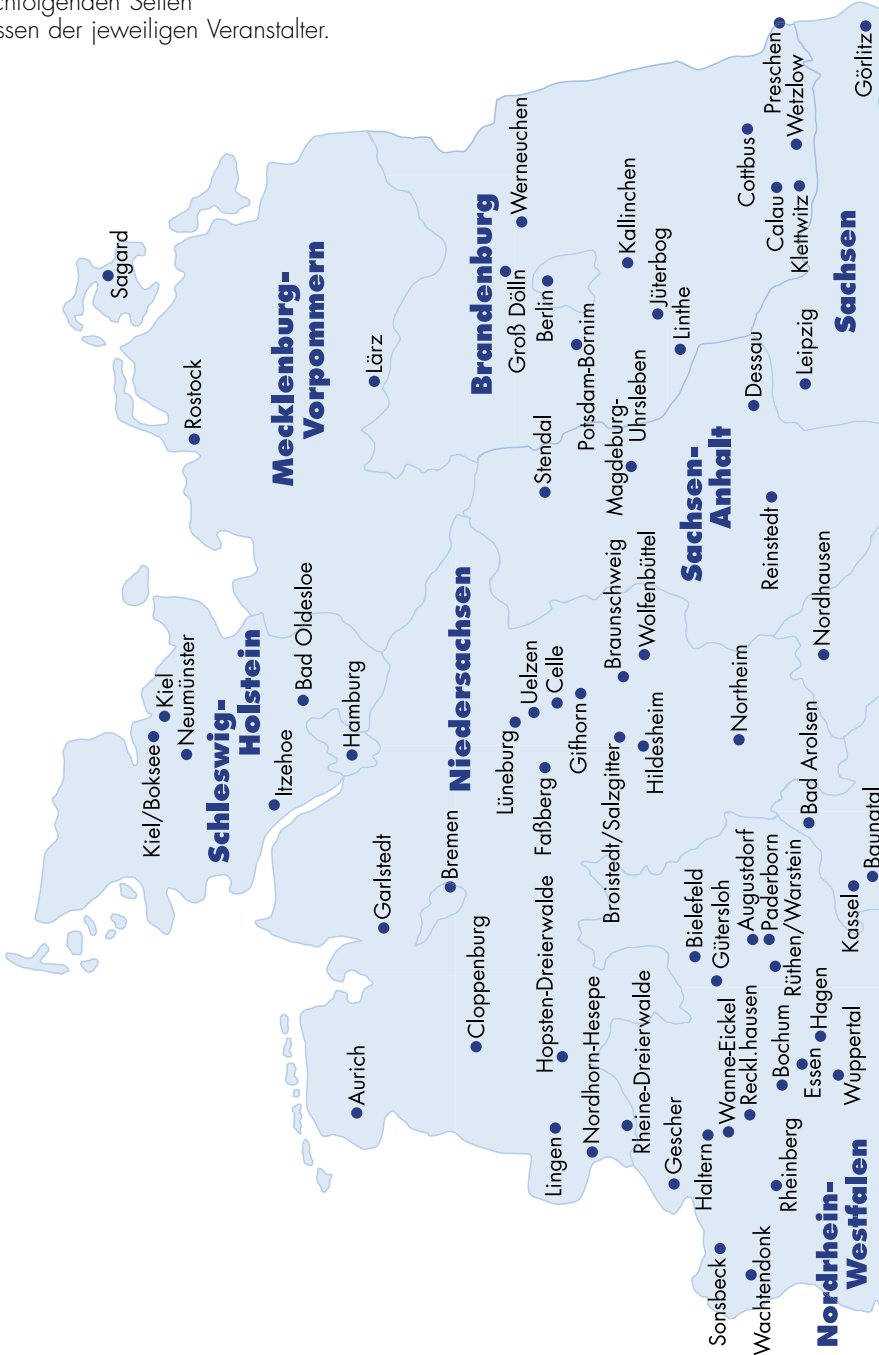 chfolgenden Seiten
ssen der jeweiligen Veranstalter.
Sagard
Rostock
Mecklenburg-
Vorpommern
Lärz
Kiel/Boksee
Kiel
Neumünster
Schleswig-
Holstein
Itzehoe
Bad Oldesloe
Hamburg
Aurich
Garlstedt
Bremen
Cloppenburg
Niedersachsen
Brandenburg
Groß Dölln
Werneuchen
Berlin
Potsdam-Bornim
Kallinchen
Jüterbog
Linthe
Stendal
Magdeburg-
Uhrsleben
Lüneburg
Uelzen
Celle
Faßberg
Gifhorn
Braunschweig
Wolfenbüttel
Broistedt/Salzgitter
Hildesheim
Hopsten-Dreierwalde
Lingen
Nordhorn-Hesepe
Rheine-Dreierwalde
Gescher
Haltern
Wanne-Eickel
Reckl.hausen
Bielefeld
Gütersloh
Augustdorf
Paderborn
Rüthen/Warstein
Sonsbeck
Wachtendonk
Rheinberg
Bochum
Essen
Hagen
Wuppertal
Nordrhein-
Westfalen
Northeim
Bad Arolsen
Kassel
Baunatal
Nordhausen
Sachsen-
Anhalt
Reinstedt
Dessau
Leipzig
Sachsen
Cottbus
Calau
Klettwitz
Preschen
Wetzlow
Görlitz